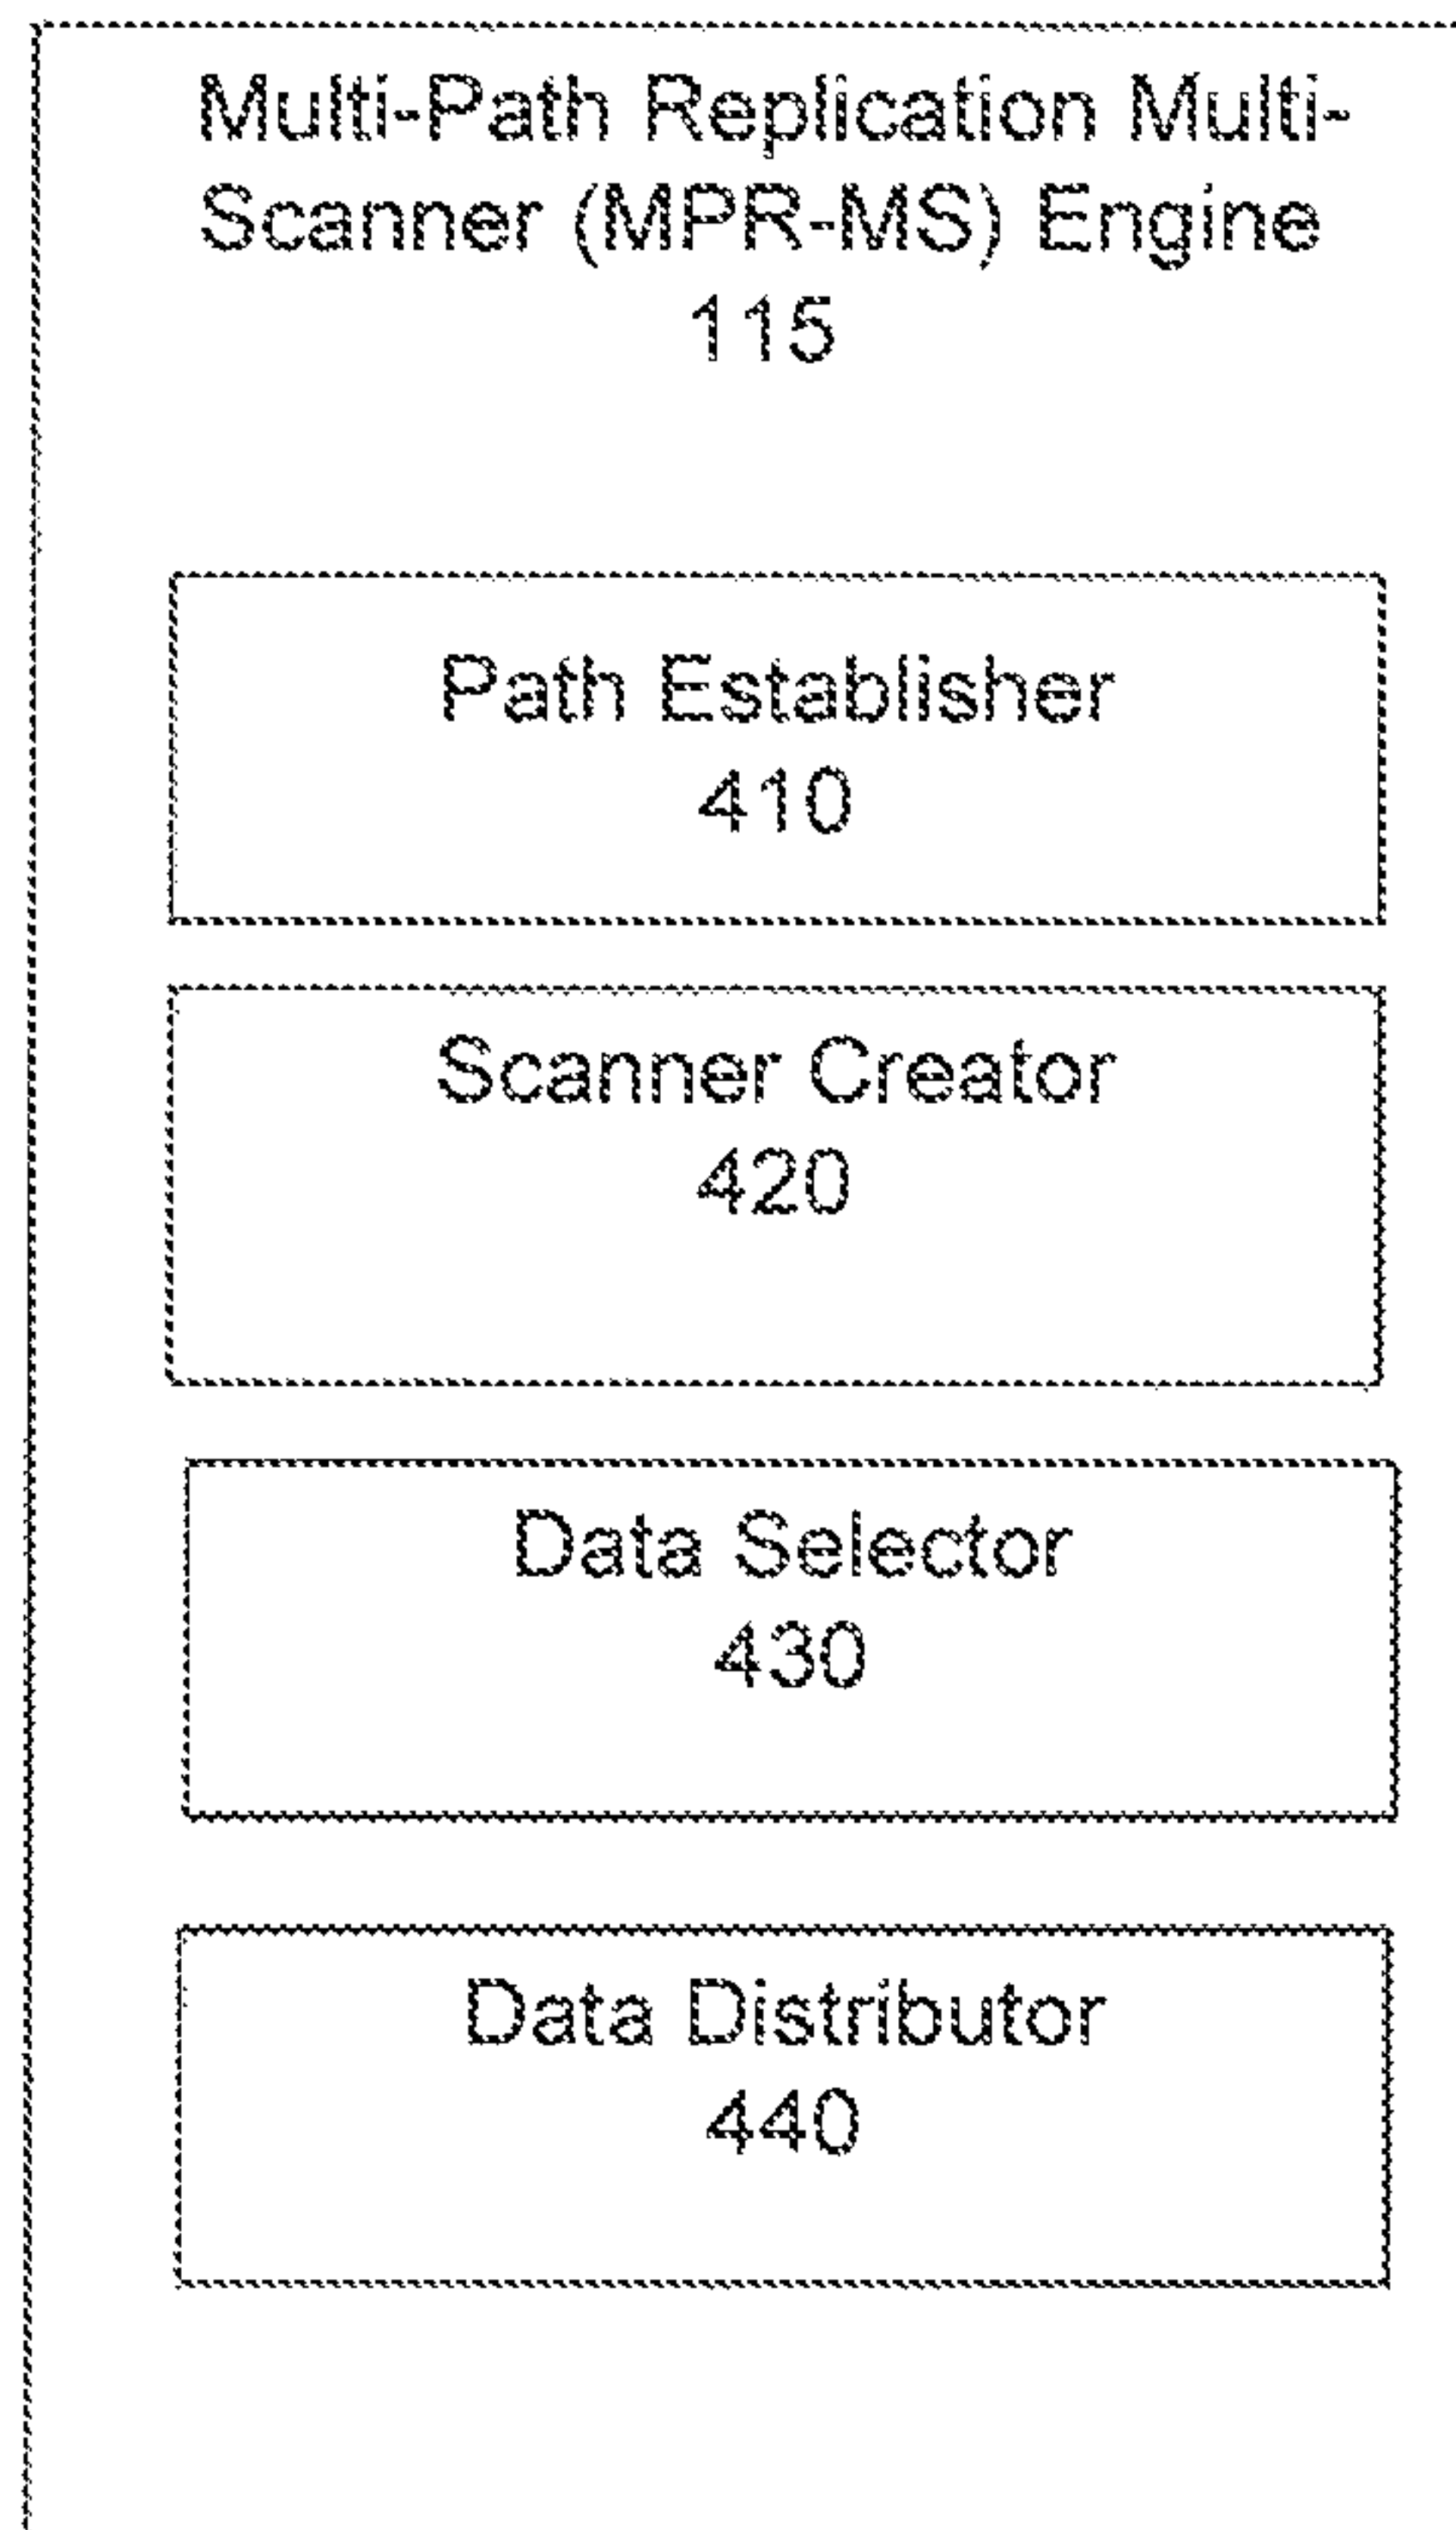 Multi-Path Replication Multi-
Scanner (MPR-MS) Engine
115
Path Establisher
410
Scanner Creator
420
Data Selector
430
Data Distributor
440